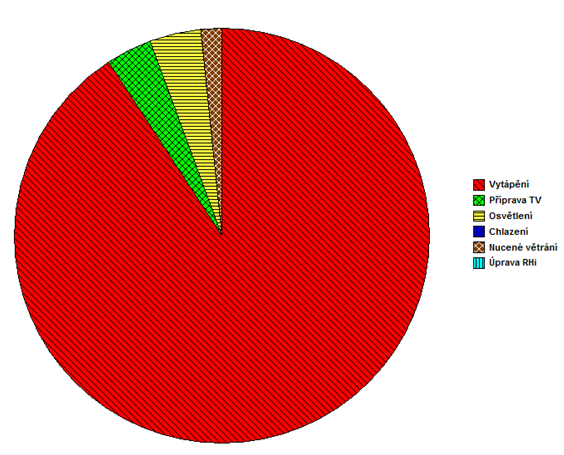 Vytápění
Příprava TV
Osvětlení
Chlazení
Nucené větrání
Úprava RHi